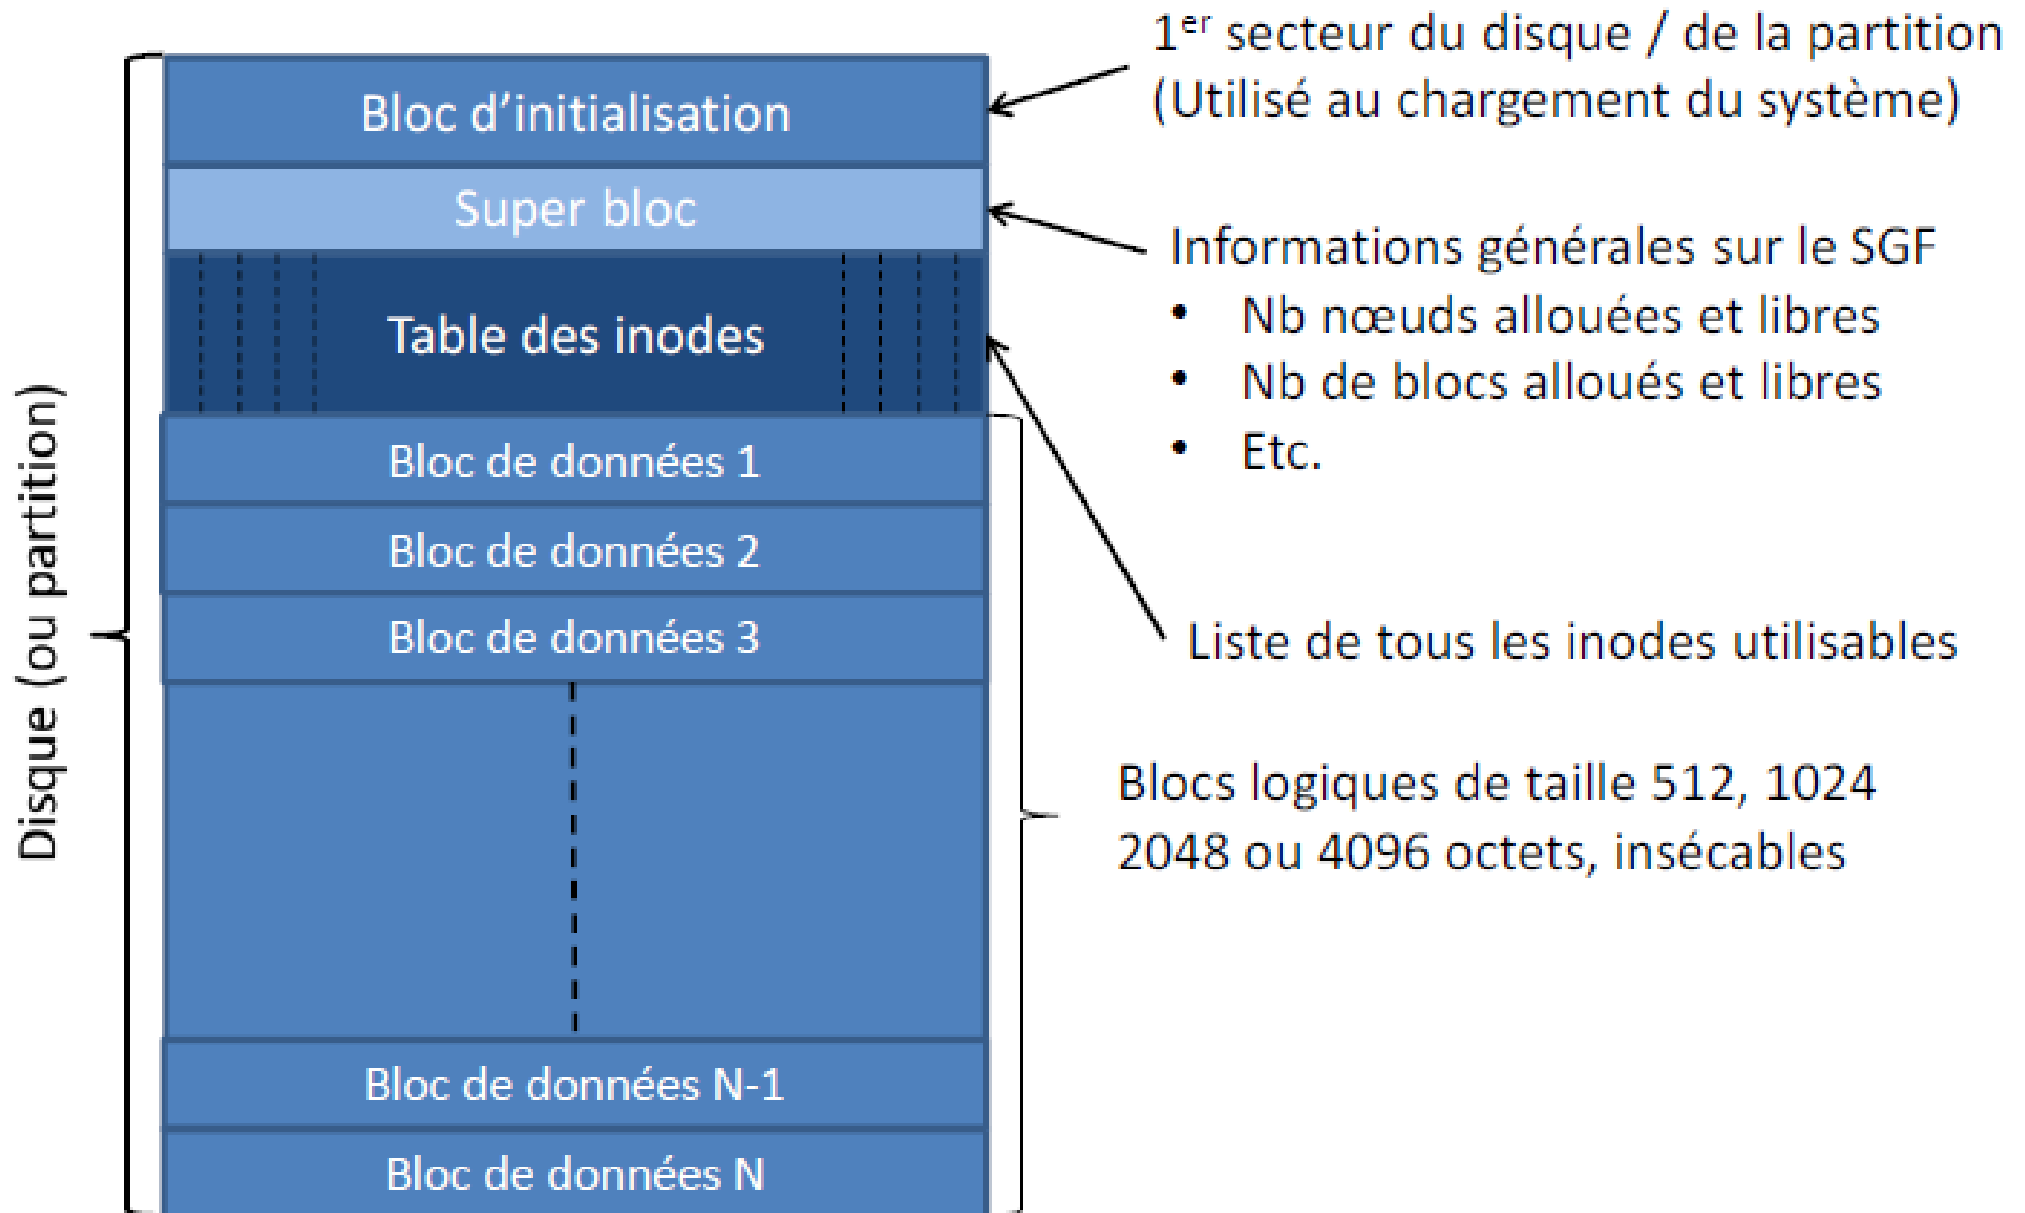 1er secteur du disque / de la partition
(Utilisé au chargement du système)
Bloc d'initialisation
Super bloc
Informations générales sur le SGF
• Nb nœuds allouées et libres
• Nb de blocs alloués et libres
• Etc.
Table des inodes
Liste de tous les inodes utilisables
Disque (ou partition)
Bloc de données 1
Bloc de données 2
Bloc de données 3
Blocs logiques de taille 512, 1024
2048 ou 4096 octets, insécables
Bloc de données N-1
Bloc de données N